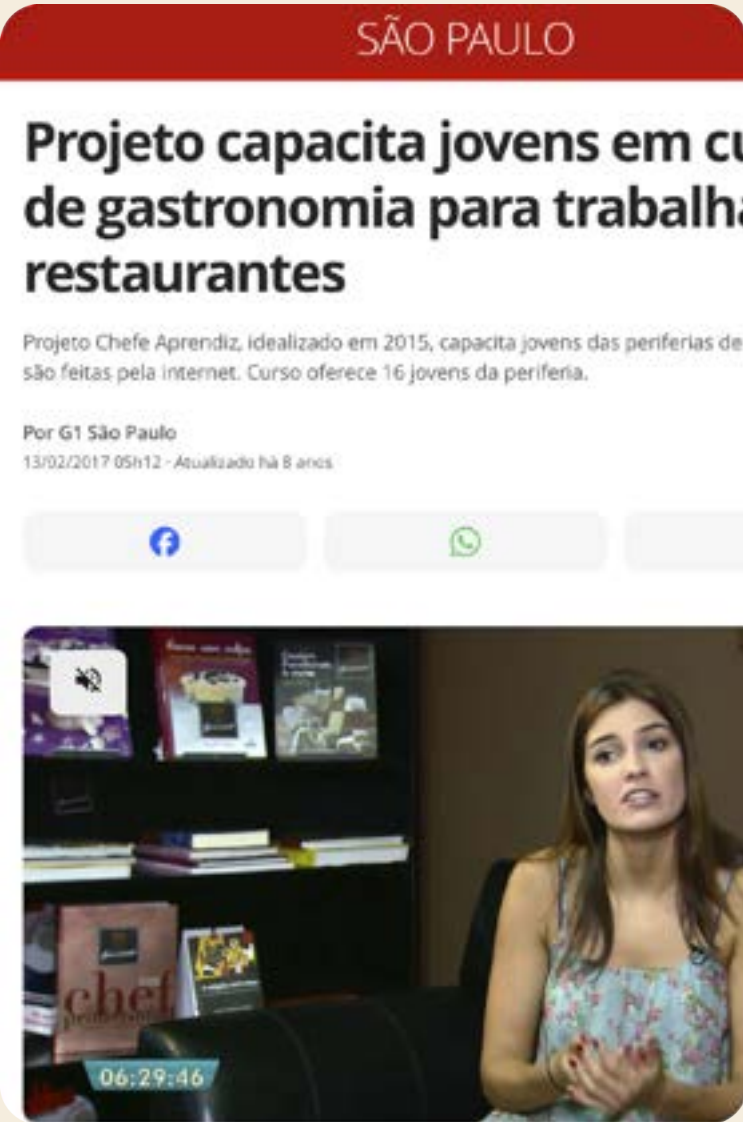 SÃO PAULO
Projeto capacita jovens em cu
de gastronomia para trabalha
restaurantes
Projeto Chefe Aprendiz, idealizado em 2015, capacita jovens das periferias de
são feitas pela internet. Curso oferece 16 jovens da periferia.
Por G1 São Paulo
13/02/2017 05h12 - Atualizado há 8 anos
chef
06:29:46